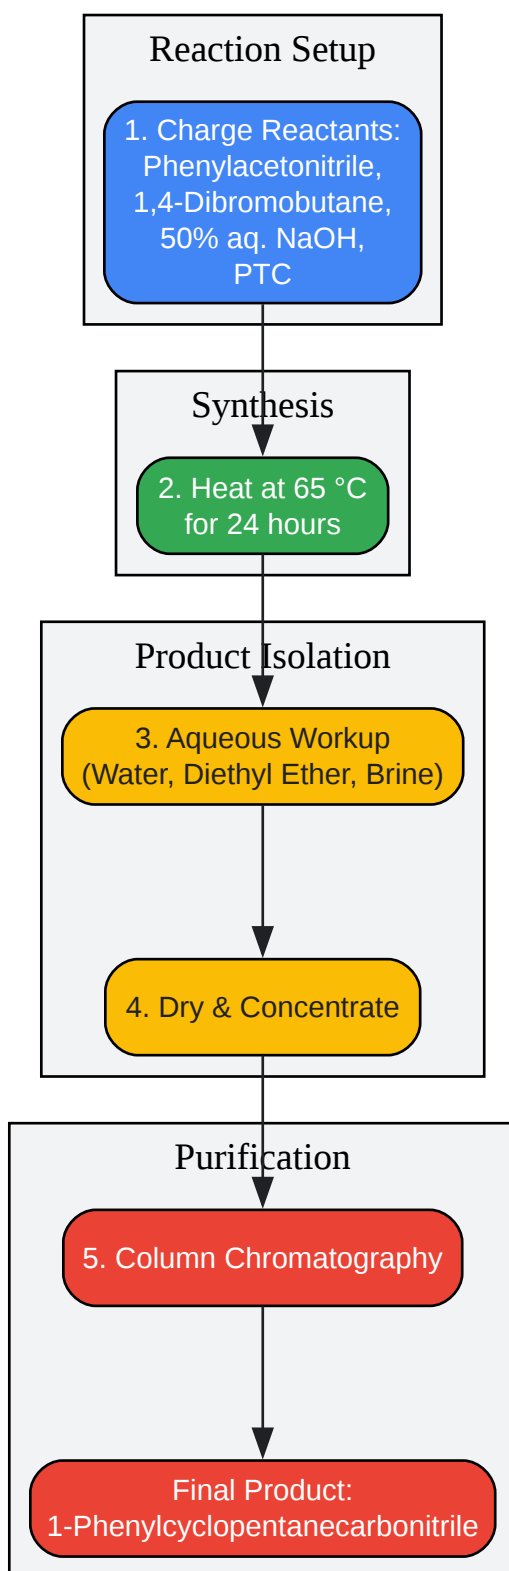 Reaction Setup
1. Charge Reactants:
Phenylacetonitrile,
1,4-Dibromobutane,
50% aq. NaOH,
PTC
Synthesis
2. Heat at 65 °C
for 24 hours
Product Isolation
3. Aqueous Workup
(Water, Diethyl Ether, Brine)
4. Dry & Concentrate
Purification
5. Column Chromatography
Final Product:
1-Phenylcyclopentanecarbonitrile